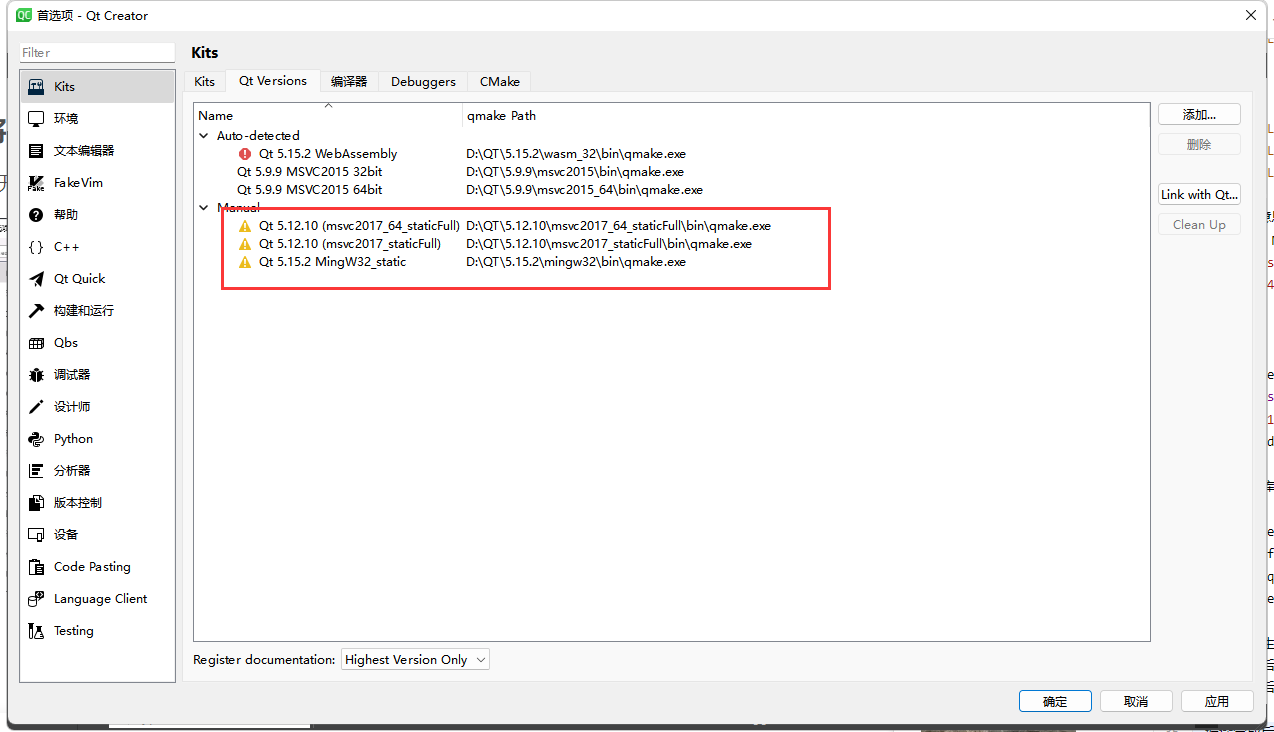 首选项 - Qt Creator
Filter
Kits
环境
文本编辑器
FakeVim
帮助
C++
Qt Quick
构建和运行
Qbs
调试器
设计师
Python
分析器
版本控制
设备
Code Pasting
Language Client
Testing
Kits
Kits Qt Versions 编译器 Debuggers CMake
Name qmake Path
Auto-detected
Qt 5.15.2 WebAssembly D:\QT\5.15.2\wasm_32\bin\qmake.exe
Qt 5.9.9 MSVC2015 32bit D:\QT\5.9.9\msvc2015\bin\qmake.exe
Qt 5.9.9 MSVC2015 64bit D:\QT\5.9.9\msvc2015_64\bin\qmake.exe
Manual
Qt 5.12.10 (msvc2017_64_staticFull) D:\QT\5.12.10\msvc2017_64_staticFull\bin\qmake.exe
Qt 5.12.10 (msvc2017_staticFull) D:\QT\5.12.10\msvc2017_staticFull\bin\qmake.exe
Qt 5.15.2 MingW32_static D:\QT\5.15.2\mingw32\bin\qmake.exe
添加...
删除
Link with Qt...
Clean Up
Register documentation: Highest Version Only
确定 取消 应用